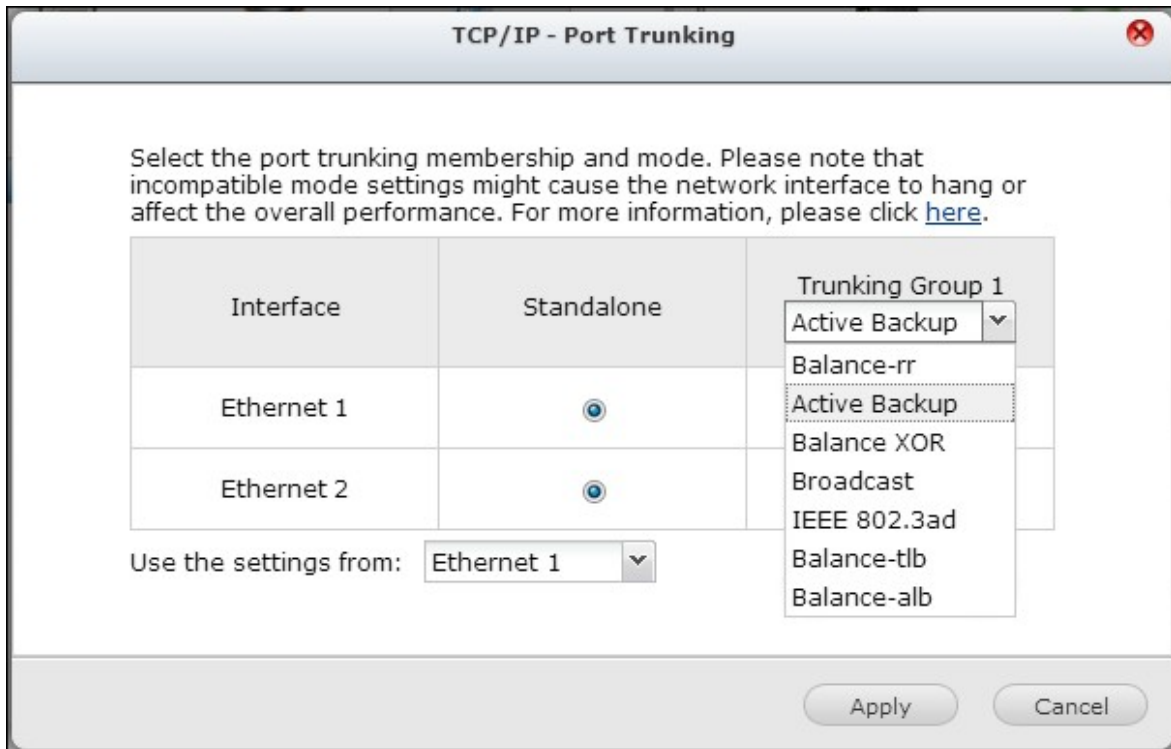 TCP/IP - Port Trunking
Select the port trunking membership and mode. Please note that
incompatible mode settings might cause the network interface to hang or
affect the overall performance. For more information, please click here.
Interface
Standalone
Trunking Group 1
Active Backup
Balance-rr
Active Backup
Balance XOR
Broadcast
IEEE 802.3ad
Balance-tlb
Balance-alb
Ethernet 1
Ethernet 2
Use the settings from:
Ethernet 1
Apply
Cancel